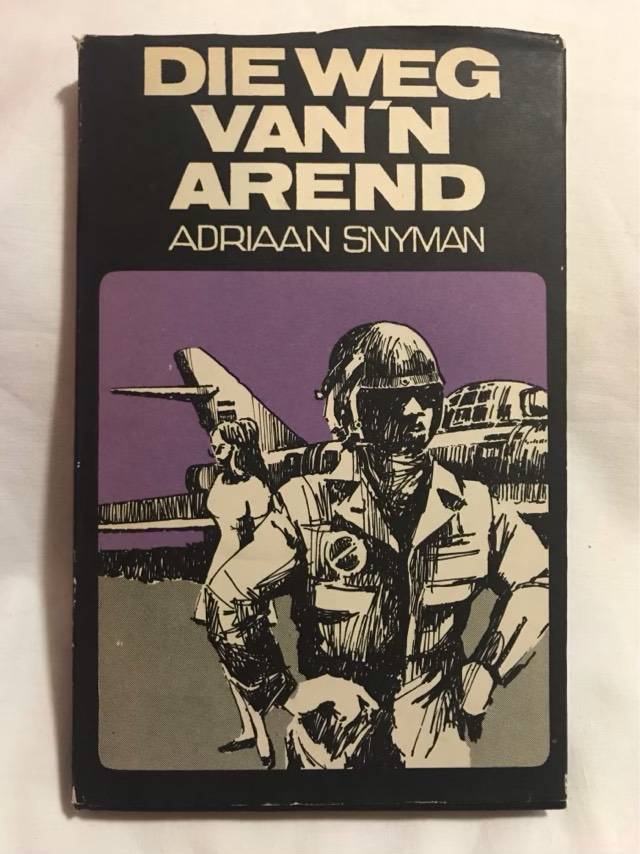 DIE WEG
VAN ´N
AREND
ADRIAAN SNYMAN